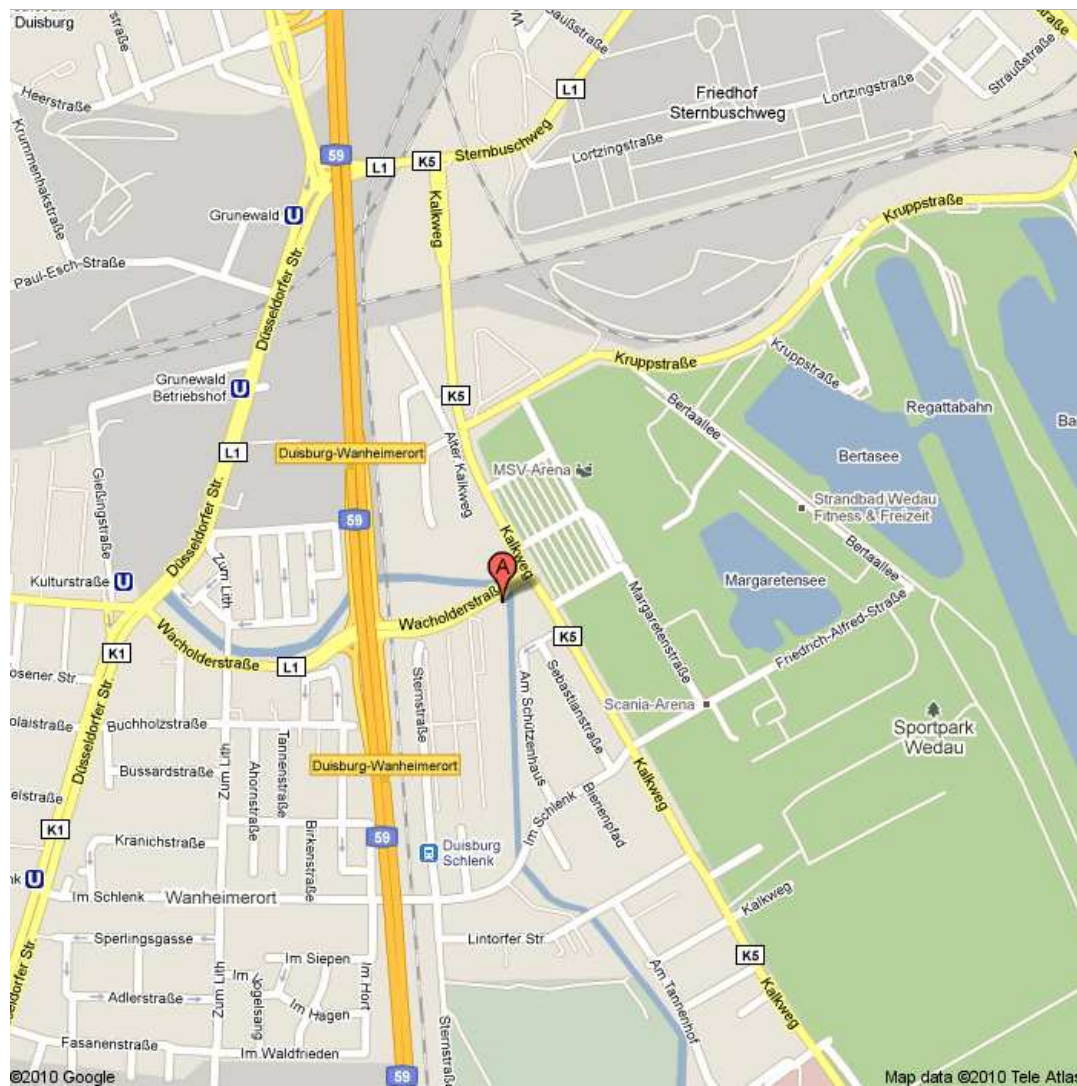 Duisburg
Heerstraße
Krummenhakstraße
59
L1
K5
Sternbuschweg
L1
Friedhof
Sternbuschweg
Lortzingstraße
Lortzingstraße
Straußstraße
Grunewald
U
Kalkweg
Kruppstraße
Paul-Esch-Straße
Düsseldorfer Str.
Grunewald
Betriebshof
U
K5
Kruppstraße
Kruppstraße
Bertaallee
Regattabahn
Bertasee
L1
Duisburg-Wanheimerort
Alter Kalkweg
MSV-Arena
Gießingstraße
59
Strandbad Wedau
Fitness & Freizeit
Düsseldorfer Str.
Kalkweg
Bertaallee
Kulturstraße
U
Zum Lith
A
Margaretensee
Wacholderstraße
Wacholderstraße
Margaretenstraße
Friedrich-Alfred-Straße
K5
K1
L1
Sternstraße
Am Schützenhaus
Sebastianstraße
Scania-Arena
Buchholzstraße
Düsseldorfer Str.
Tannenstraße
Sportpark
Wedau
Bussardstraße
Zum Lith
Ahornstraße
Duisburg-Wanheimerort
Kalkweg
Bienenpfad
K1
Kranichstraße
Birkenstraße
59
Duisburg
Schlenk
Im Schlenk
U
Im Schlenk
Wanheimerort
Kalkweg
Sperlingsgasse
Lintorfer Str.
K5
Im Siepen
Im Vogelsang
Am Tannenhof
Düsseldorfer Str.
Adlerstraße
Zum Lith
Im Hagen
Im Hort
Kalkweg
Sternstraße
Fasanenstraße
Im Waldfrieden
59
©2010 Google
Map data ©2010 Tele Atlas